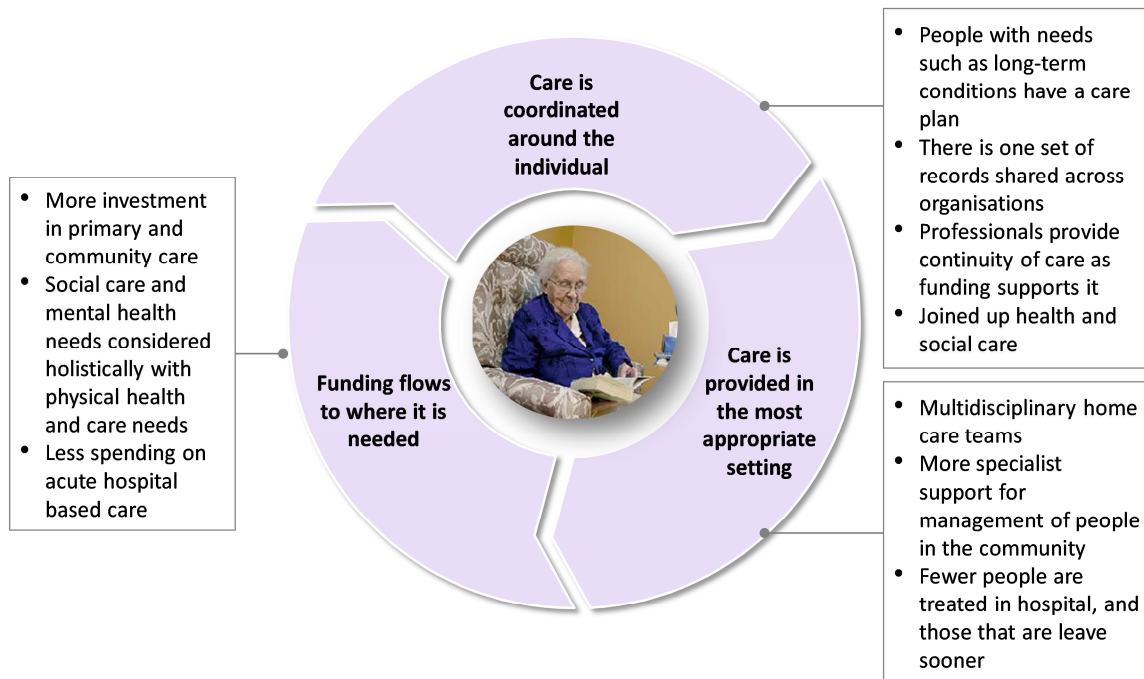 Care is
coordinated
around the
individual
• People with needs
such as long-term
conditions have a care
plan
• There is one set of
records shared across
organisations
• Professionals provide
continuity of care as
funding supports it
• Joined up health and
social care
Care is
provided in
the most
appropriate
setting
• Multidisciplinary home
care teams
• More specialist
support for
management of people
in the community
• Fewer people are
treated in hospital, and
those that are leave
sooner
Funding flows
to where it is
needed
• More investment
in primary and
community care
• Social care and
mental health
needs considered
holistically with
physical health
and care needs
• Less spending on
acute hospital
based care